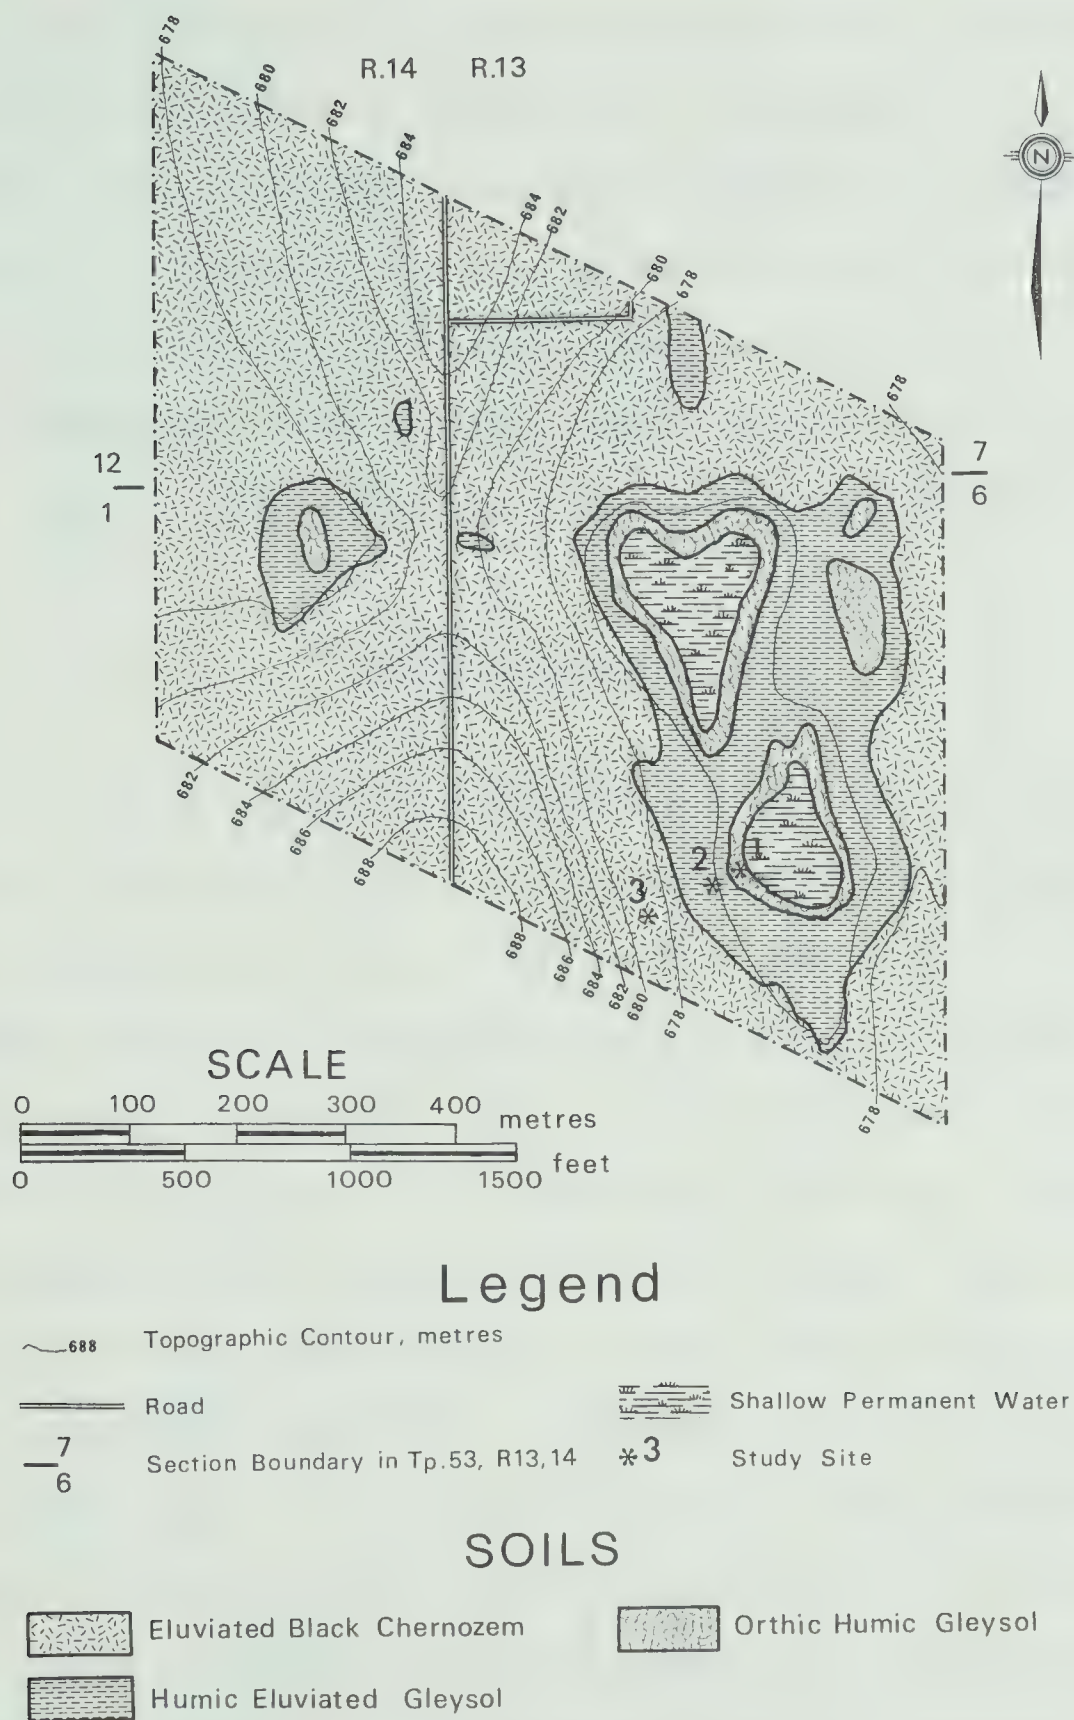 678
R.14 R.13
680
682
684
684
682
680
678
678
N
12
1
7
6
1
2
3
682
684
686
688
688
686
684
682
680
678
678
SCALE
0 100 200 300 400 metres
0 500 1000 1500 feet
Legend
688 Topographic Contour, metres
Road
Shallow Permanent Water
7
6
Section Boundary in Tp.53, R13,14
3 Study Site
SOILS
Eluviated Black Chernozem
Orthic Humic Gleysol
Humic Eluviated Gleysol